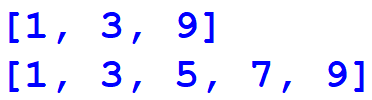 [1, 3, 9]
[1, 3, 5, 7, 9]